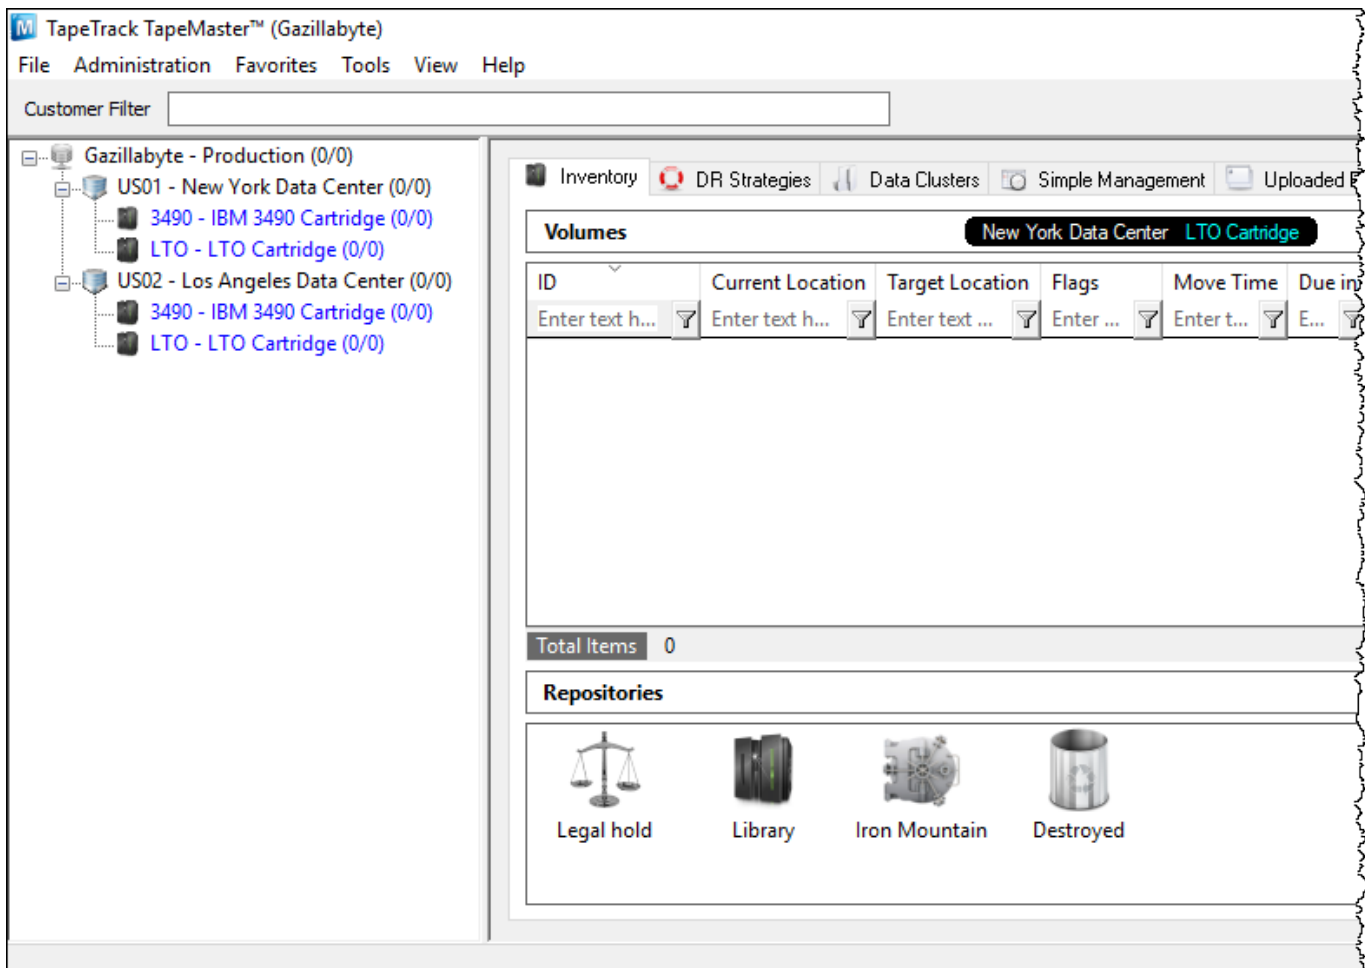 TapeTrack TapeMaster™ (Gazillabyte)
File Administration Favorites Tools View Help
Customer Filter
Gazillabyte - Production (0/0)
US01 - New York Data Center (0/0)
3490 - IBM 3490 Cartridge (0/0)
LTO - LTO Cartridge (0/0)
US02 - Los Angeles Data Center (0/0)
3490 - IBM 3490 Cartridge (0/0)
LTO - LTO Cartridge (0/0)
Inventory DR Strategies Data Clusters Simple Management Uploaded
Volumes New York Data Center LTO Cartridge
ID Current Location Target Location Flags Move Time Due in
Enter text h... Enter text h... Enter text ... Enter ... Enter t... E...
Total Items 0
Repositories
Legal hold Library Iron Mountain Destroyed